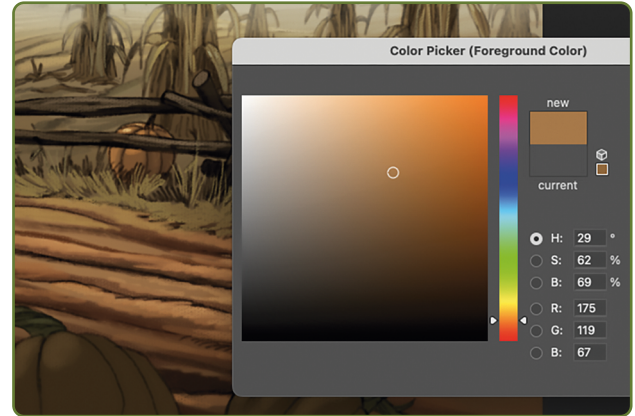 Color Picker (Foreground Color)
new
current
H: 29 °
S: 62 %
B: 69 %
R: 175
G: 119
B: 67